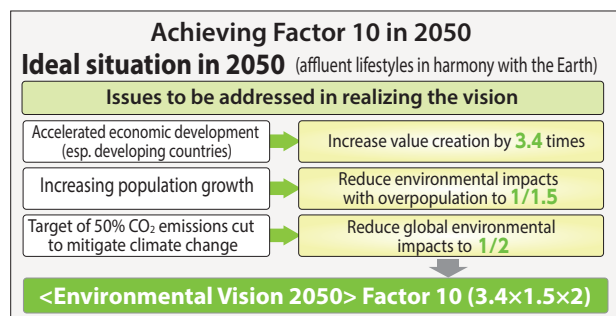 Achieving Factor 10 in 2050
Ideal situation in 2050 (affluent lifestyles in harmony with the Earth)
Issues to be addressed in realizing the vision
Accelerated economic development
(esp. developing countries)
Increase value creation by 3.4 times
Increasing population growth
Reduce environmental impacts
with overpopulation to 1/1.5
Target of 50% CO₂ emissions cut
to mitigate climate change
Reduce global environmental
impacts to 1/2
<Environmental Vision 2050> Factor 10 (3.4×1.5×2)